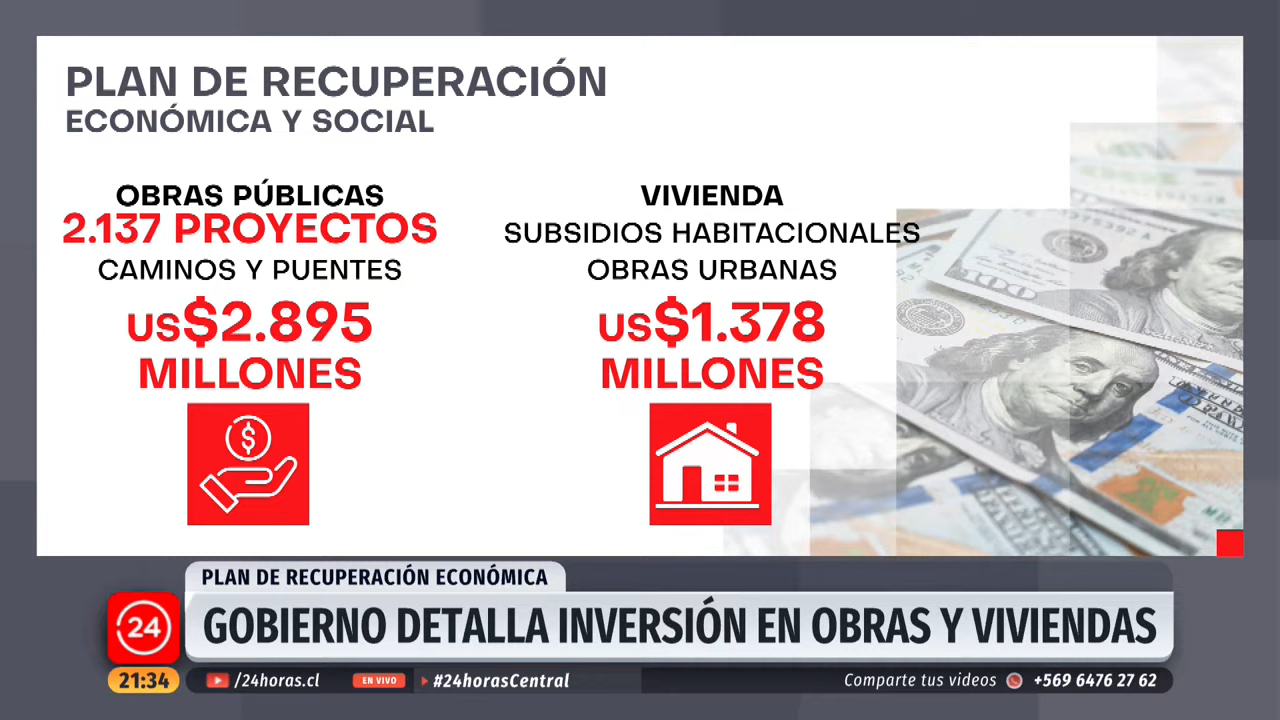 PLAN DE RECUPERACIÓN
ECONÓMICA Y SOCIAL
OBRAS PÚBLICAS
2.137 PROYECTOS
CAMINOS Y PUENTES
US$2.895
MILLONES
VIVIENDA
SUBSIDIOS HABITACIONALES
OBRAS URBANAS
US$1.378
MILLONES
100
PLAN DE RECUPERACIÓN ECONÓMICA
24
GOBIERNO DETALLA INVERSIÓN EN OBRAS Y VIVIENDAS
21:34
/24horas.cl
EN VIVO
#24horasCentral
Comparte tus videos
+569 6476 27 62